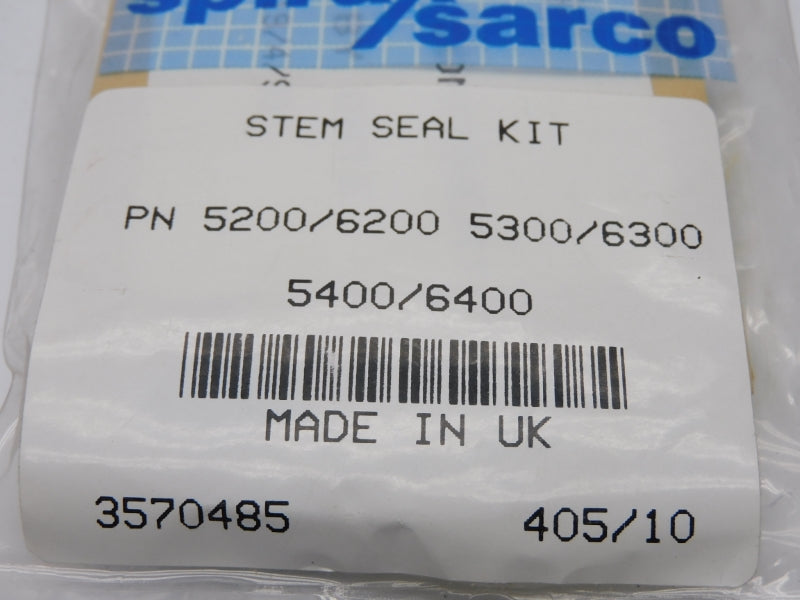 /sarco
STEM SEAL KIT
PN 5200/6200 5300/6300
5400/6400
MADE IN UK
3570485 405/10